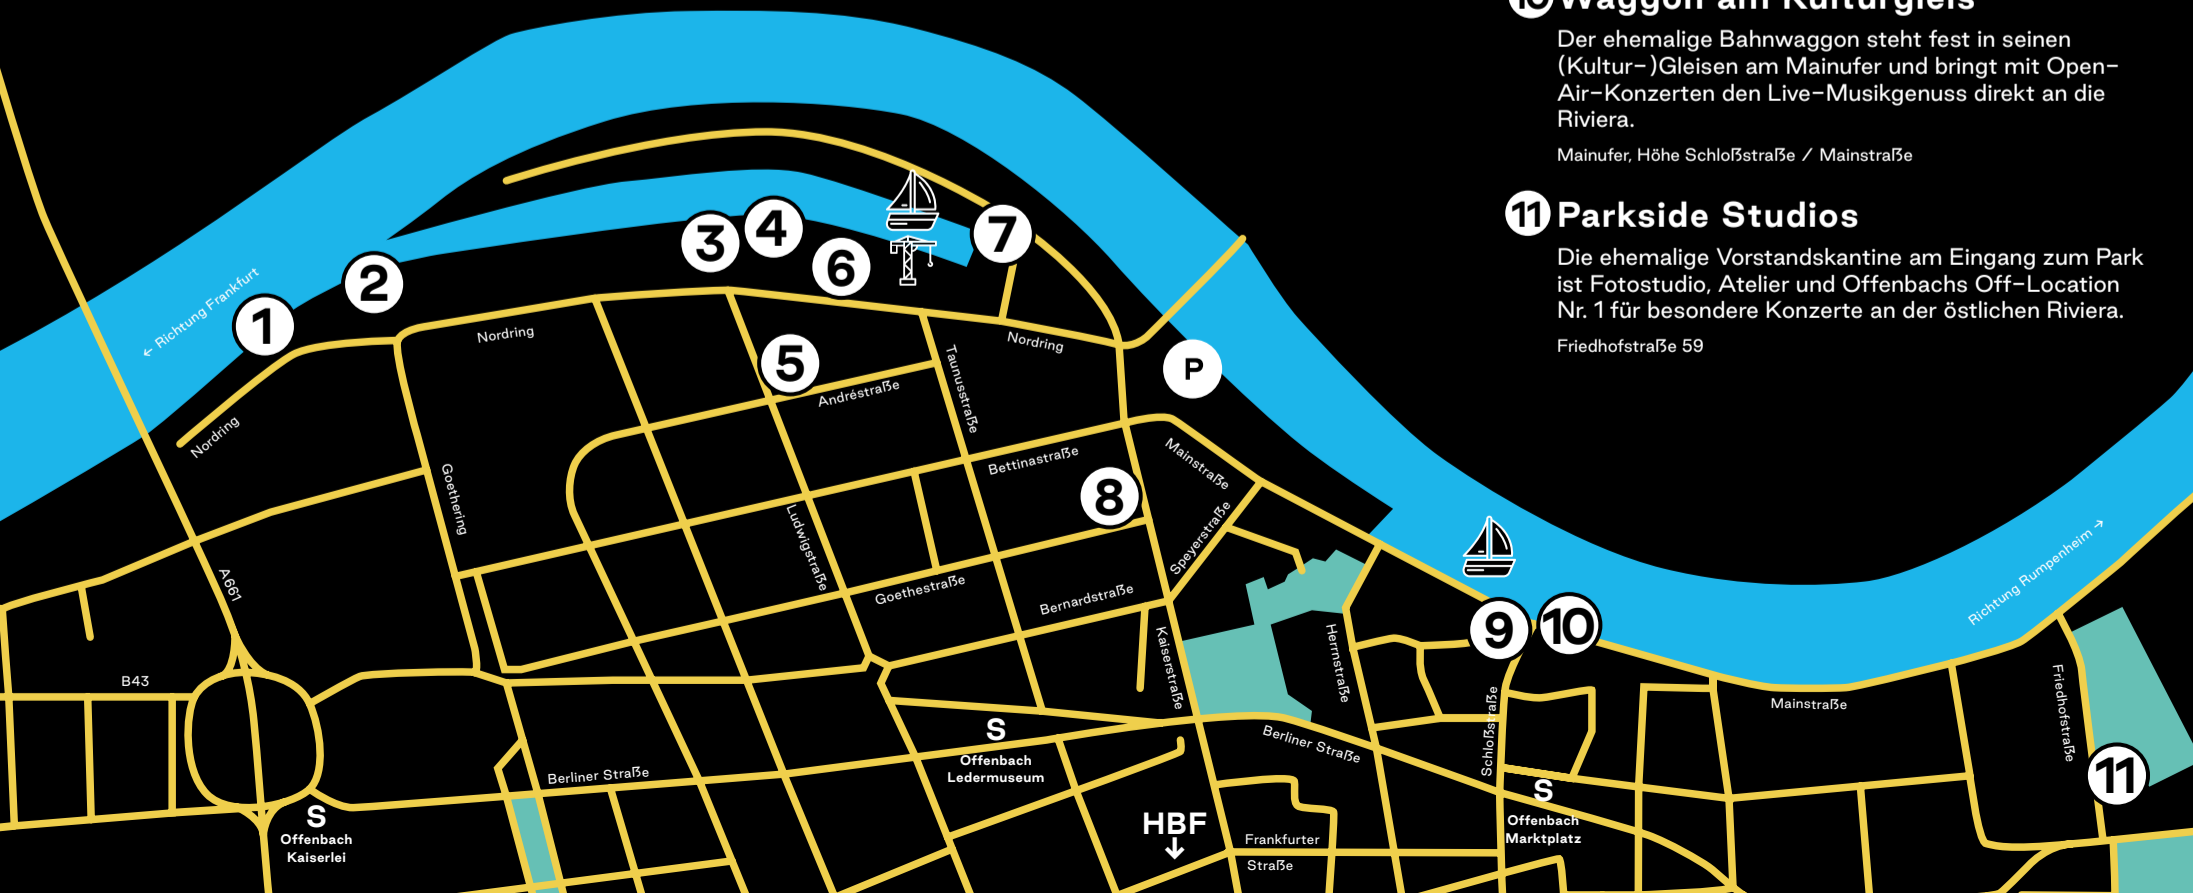 10 Waggon am Kulturgleis
Der ehemalige Bahnwaggon steht fest in seinen
(Kultur-)Gleisen am Mainufer und bringt mit Open-
Air-Konzerten den Live-Musikgenuss direkt an die
Riviera.
Mainufer, Höhe Schloßstraße / Mainstraße
11 Parkside Studios
Die ehemalige Vorstandskantine am Eingang zum Park
ist Fotostudio, Atelier und Offenbachs Off-Location
Nr. 1 für besondere Konzerte an der östlichen Riviera.
Friedhofstraße 59
← Richtung Frankfurt
1
2
3
4
5
6
7
P
8
9
10
11
Nordring
Nordring
Nordring
Goethering
A661
B43
Andréstraße
Taunusstraße
Ludwigstraße
Bettinastraße
Goethestraße
Bernardstraße
Mainstraße
Speyerstraße
Kaiserstraße
Herrnstraße
Schloßstraße
Berliner Straße
Berliner Straße
Mainstraße
Friedhofstraße
Richtung Rumpenheim →
S
Offenbach
Kaiserlei
S
Offenbach
Ledermuseum
S
Offenbach
Marktplatz
HBF
↓
Frankfurter
Straße